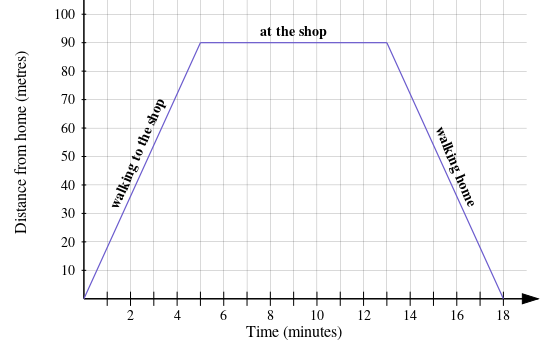 100
90
80
70
60
50
40
30
20
10
Distance from home (metres)
walking to the shop
at the shop
walking home
2 4 6 8 10 12 14 16 18
Time (minutes)